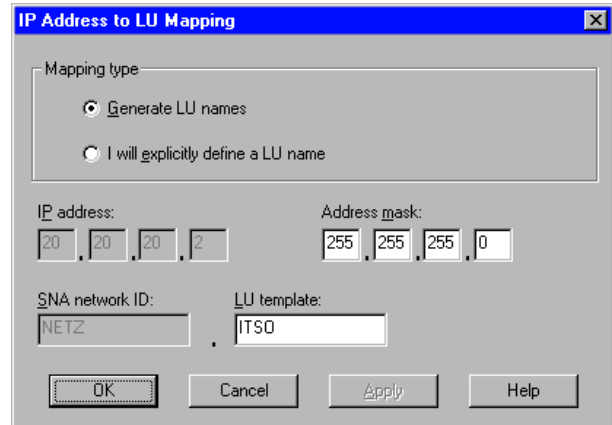 IP Address to LU Mapping
Mapping type
Generate LU names
I will explicitly define a LU name
IP address: Address mask:
20 . 20 . 20 . 2 255 . 255 . 255 . 0
SNA network ID: LU template:
NETZ . ITSO
OK Cancel Apply Help